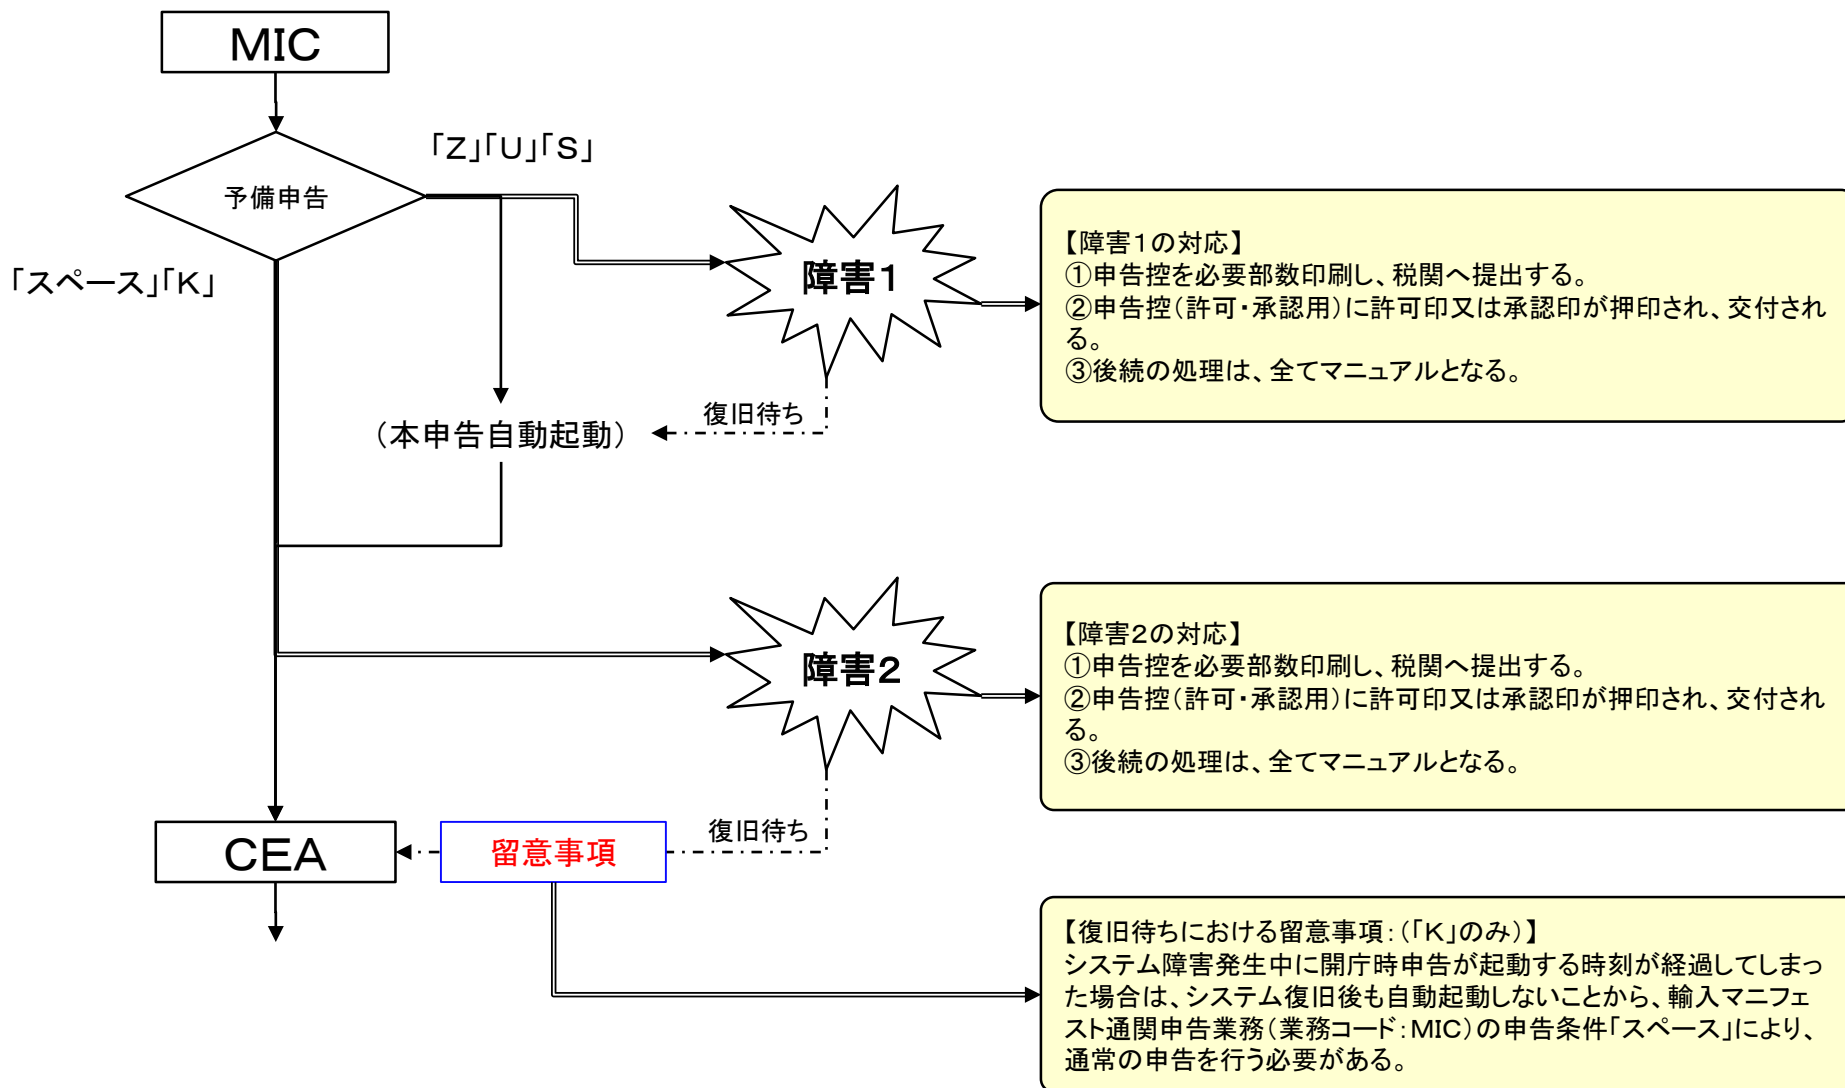 MIC
「Z」「U」「S」
予備申告
「スペース」「K」
障害1
【障害1の対応】
①申告控を必要部数印刷し、税関へ提出する。
②申告控(許可・承認用)に許可印又は承認印が押印され、交付され
る。
③後続の処理は、全てマニュアルとなる。
復旧待ち
(本申告自動起動)
障害2
【障害2の対応】
①申告控を必要部数印刷し、税関へ提出する。
②申告控(許可・承認用)に許可印又は承認印が押印され、交付され
る。
③後続の処理は、全てマニュアルとなる。
復旧待ち
CEA
留意事項
【復旧待ちにおける留意事項:(「K」のみ)】
システム障害発生中に開庁時申告が起動する時刻が経過してしまっ
た場合は、システム復旧後も自動起動しないことから、輸入マニフェ
スト通関申告業務(業務コード:MIC)の申告条件「スペース」により、
通常の申告を行う必要がある。